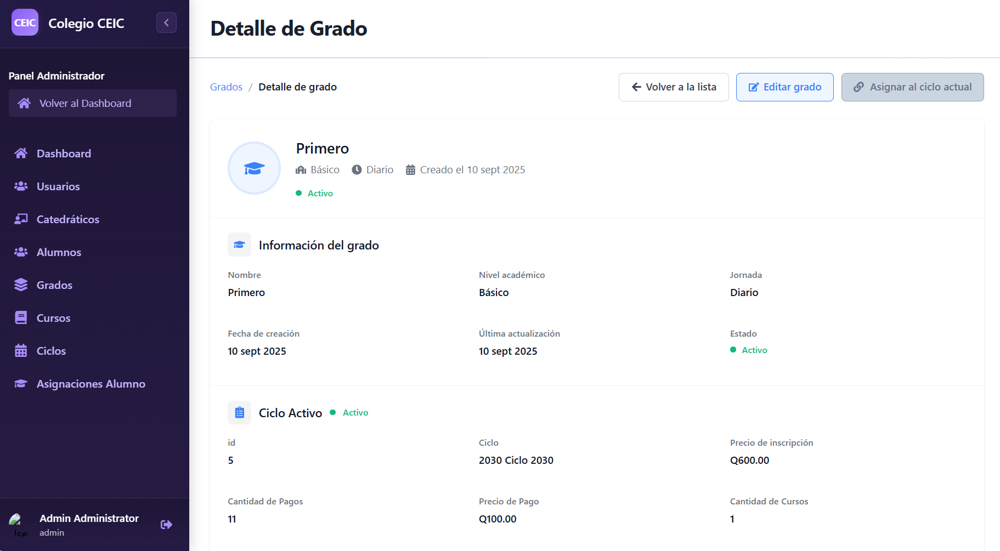 CEIC
Colegio CEIC
Panel Administrador
Volver al Dashboard
Dashboard
Usuarios
Catedráticos
Alumnos
Grados
Cursos
Ciclos
Asignaciones Alumno
Admin Administrator
admin
Detalle de Grado
Grados / Detalle de grado
Volver a la lista
Editar grado
Asignar al ciclo actual
Primero
Básico Diario Creado el 10 sept 2025
Activo
Información del grado
Nombre
Primero
Nivel académico
Básico
Jornada
Diario
Fecha de creación
10 sept 2025
Última actualización
10 sept 2025
Estado
Activo
Ciclo Activo Activo
id
5
Ciclo
2030 Ciclo 2030
Precio de inscripción
Q600.00
Cantidad de Pagos
11
Precio de Pago
Q100.00
Cantidad de Cursos
1